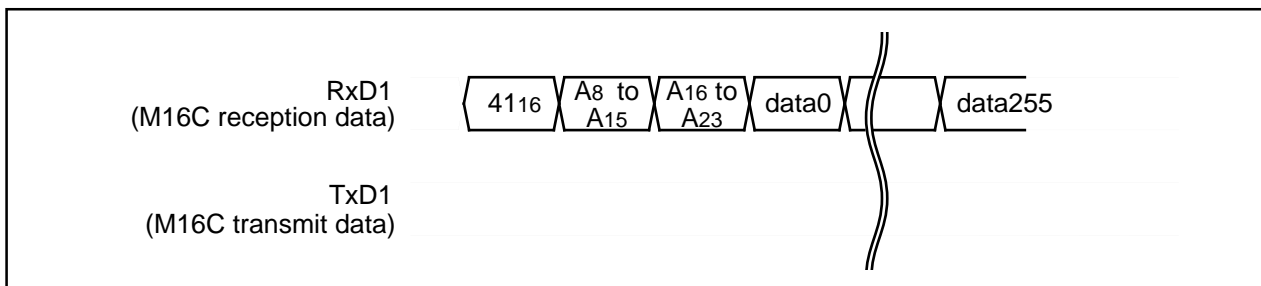 RxD1
(M16C reception data)
4116
A8 to
A15
A16 to
A23
data0
data255
TxD1
(M16C transmit data)